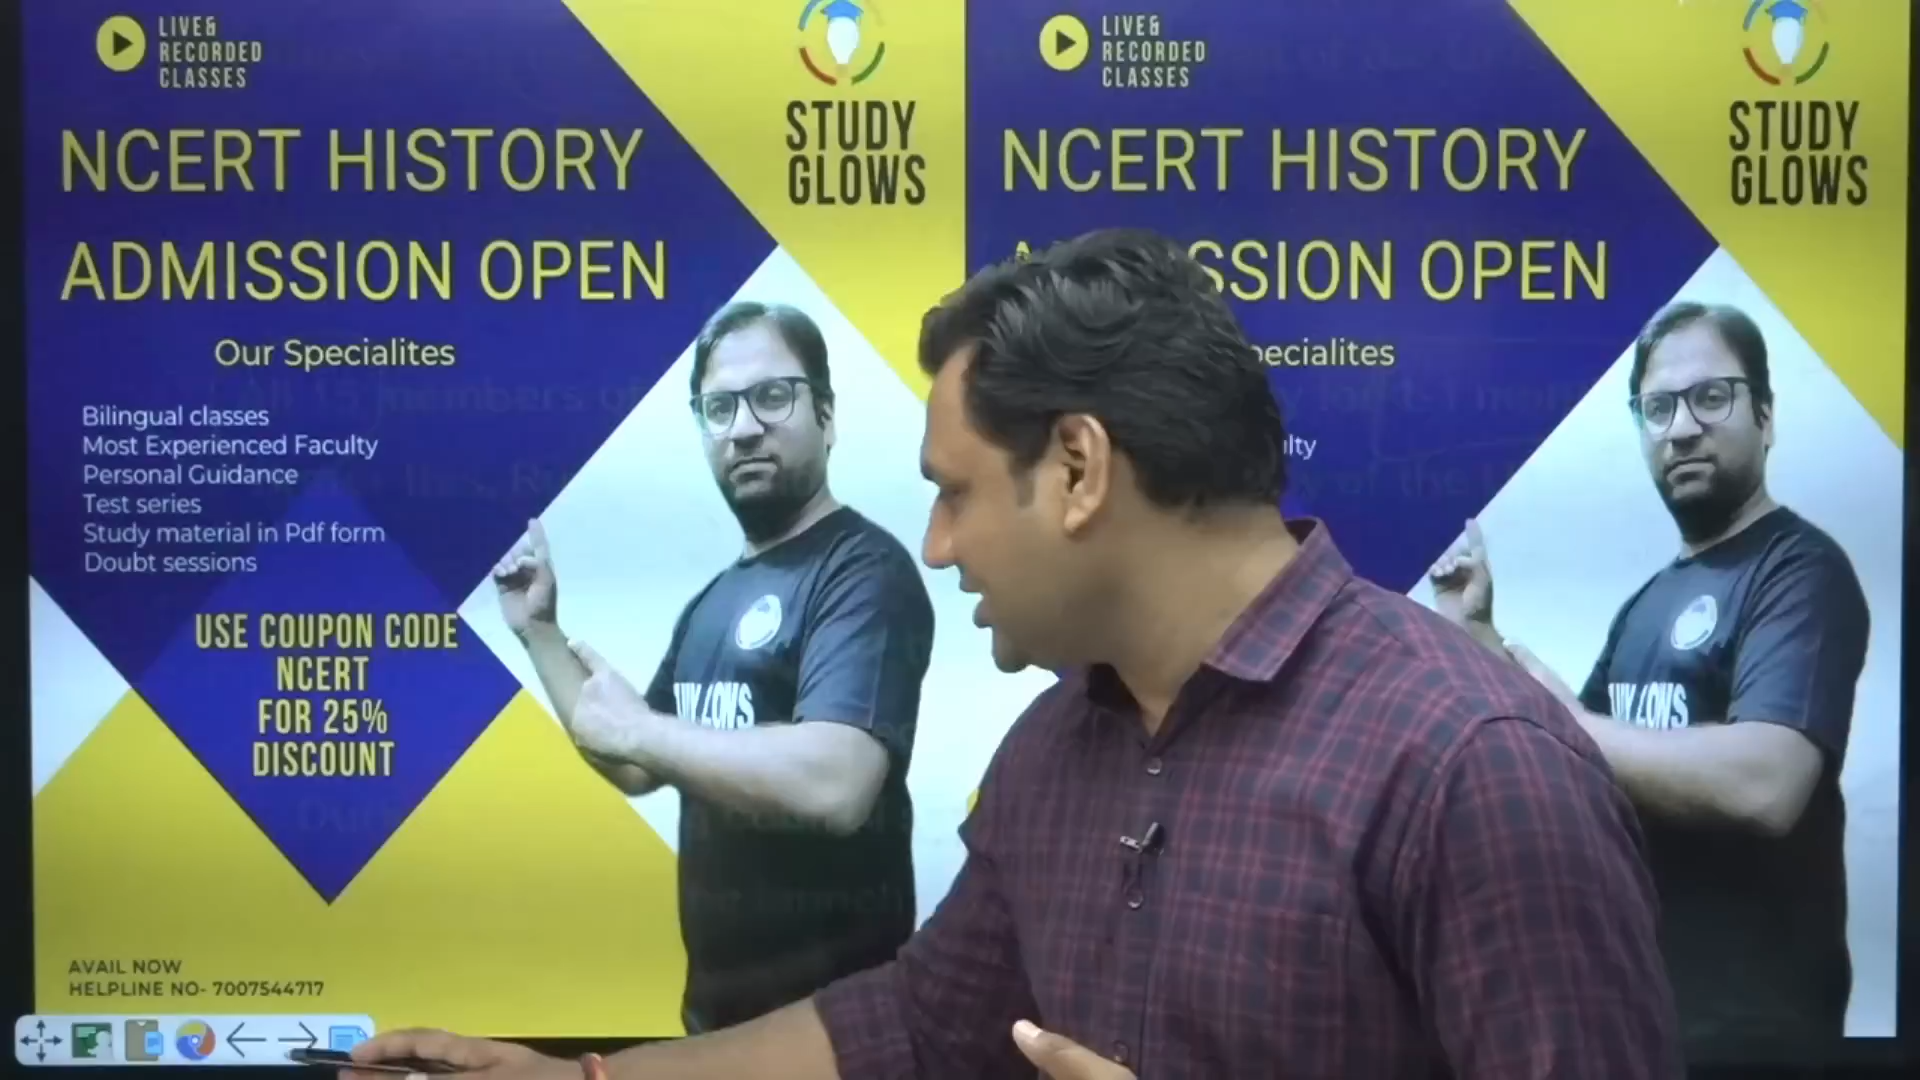 LIVE&
RECORDED
CLASSES
NCERT HISTORY
ADMISSION OPEN
Our Specialites
Bilingual classes
Most Experienced Faculty
Personal Guidance
Test series
Study material in Pdf form
Doubt sessions
USE COUPON CODE
NCERT
FOR 25%
DISCOUNT
AVAIL NOW
HELPLINE NO- 7007544717
STUDY
GLOWS
LIVE&
RECORDED
CLASSES
NCERT HISTORY
SSION OPEN
pecialites
ulty
STUDY
GLOWS